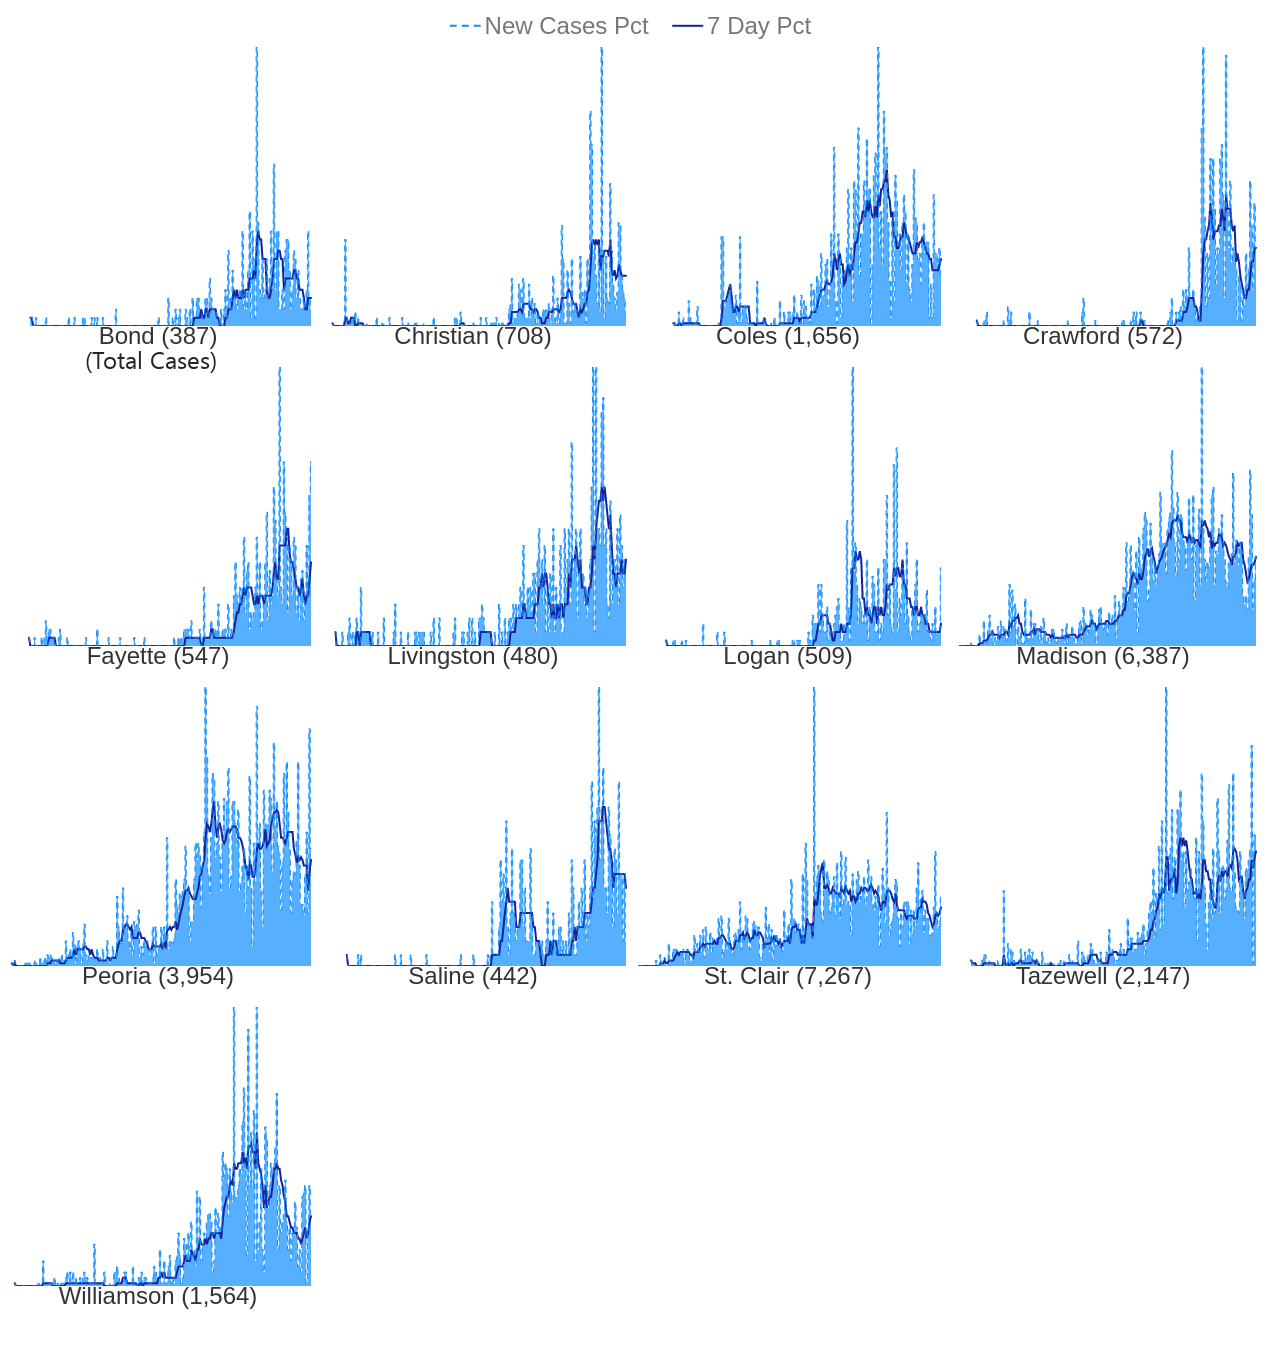 New Cases Pct 7 Day Pct
Bond (387) Christian (708) Coles (1,656) Crawford (572)
(Total Cases)
Fayette (547) Livingston (480) Logan (509) Madison (6,387)
Peoria (3,954) Saline (442) St. Clair (7,267) Tazewell (2,147)
Williamson (1,564)